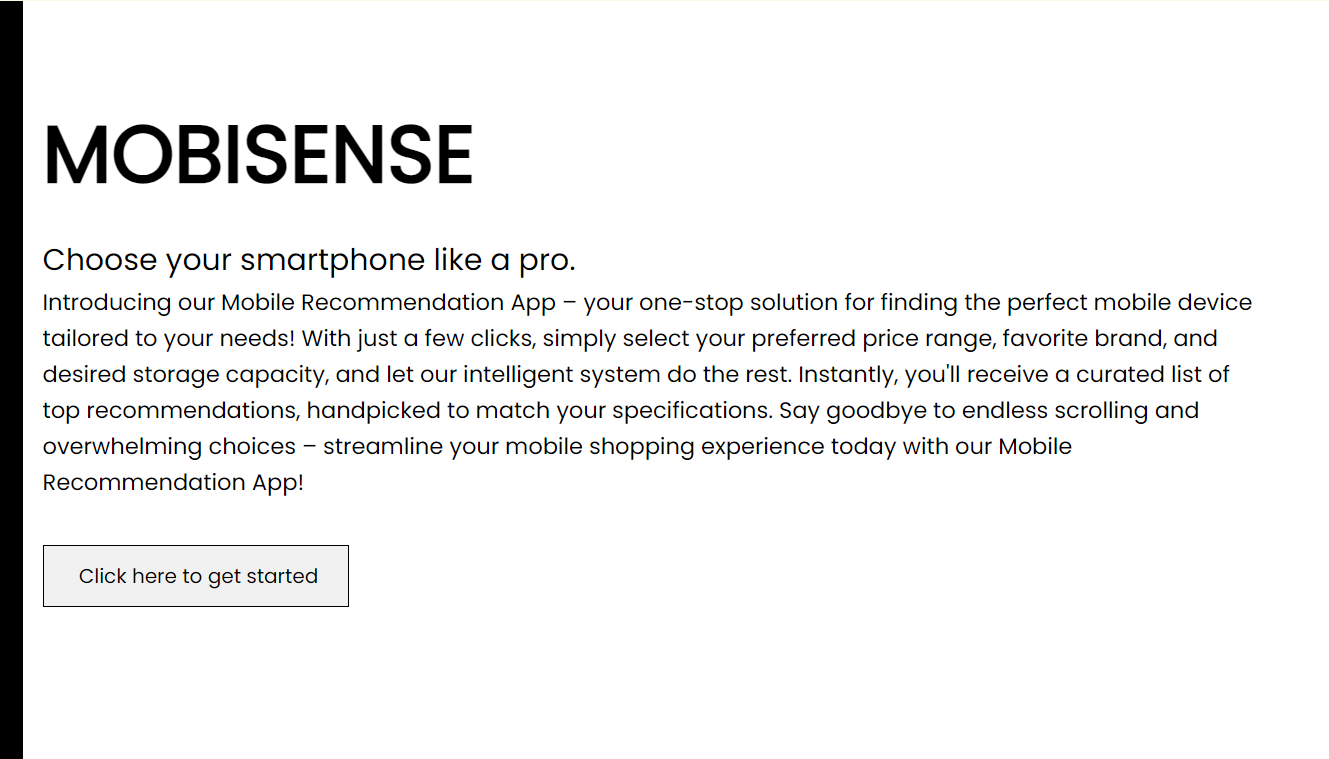 MOBISENSE
Choose your smartphone like a pro.
Introducing our Mobile Recommendation App – your one-stop solution for finding the perfect mobile device
tailored to your needs! With just a few clicks, simply select your preferred price range, favorite brand, and
desired storage capacity, and let our intelligent system do the rest. Instantly, you'll receive a curated list of
top recommendations, handpicked to match your specifications. Say goodbye to endless scrolling and
overwhelming choices – streamline your mobile shopping experience today with our Mobile
Recommendation App!
Click here to get started